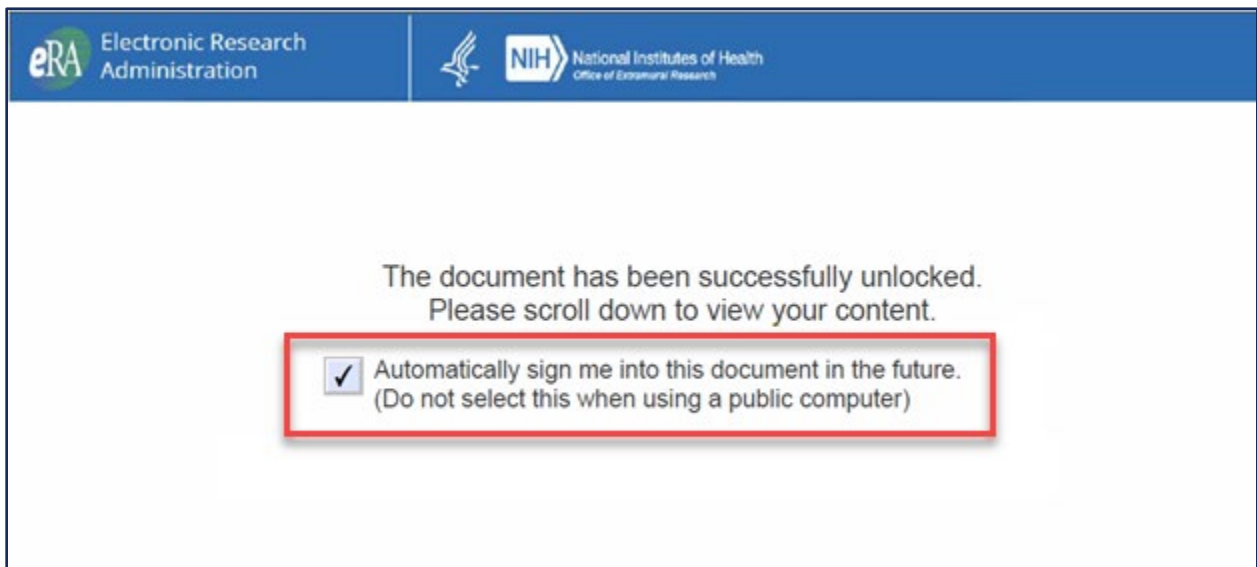 eRA
Electronic Research
Administration
NIH
National Institutes of Health
Office of Extramural Research
The document has been successfully unlocked.
Please scroll down to view your content.
Automatically sign me into this document in the future.
(Do not select this when using a public computer)